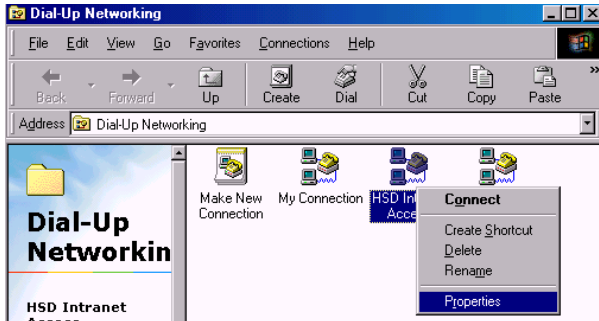 Dial-Up Networking
File Edit View Go Favorites Connections Help
Back Forward Up Create Dial Cut Copy Paste »
Address Dial-Up Networking
Make New Connection
My Connection
HSD In
Acce
Connect
Create Shortcut
Delete
Rename
Properties
Dial-Up
Networkin
HSD Intranet